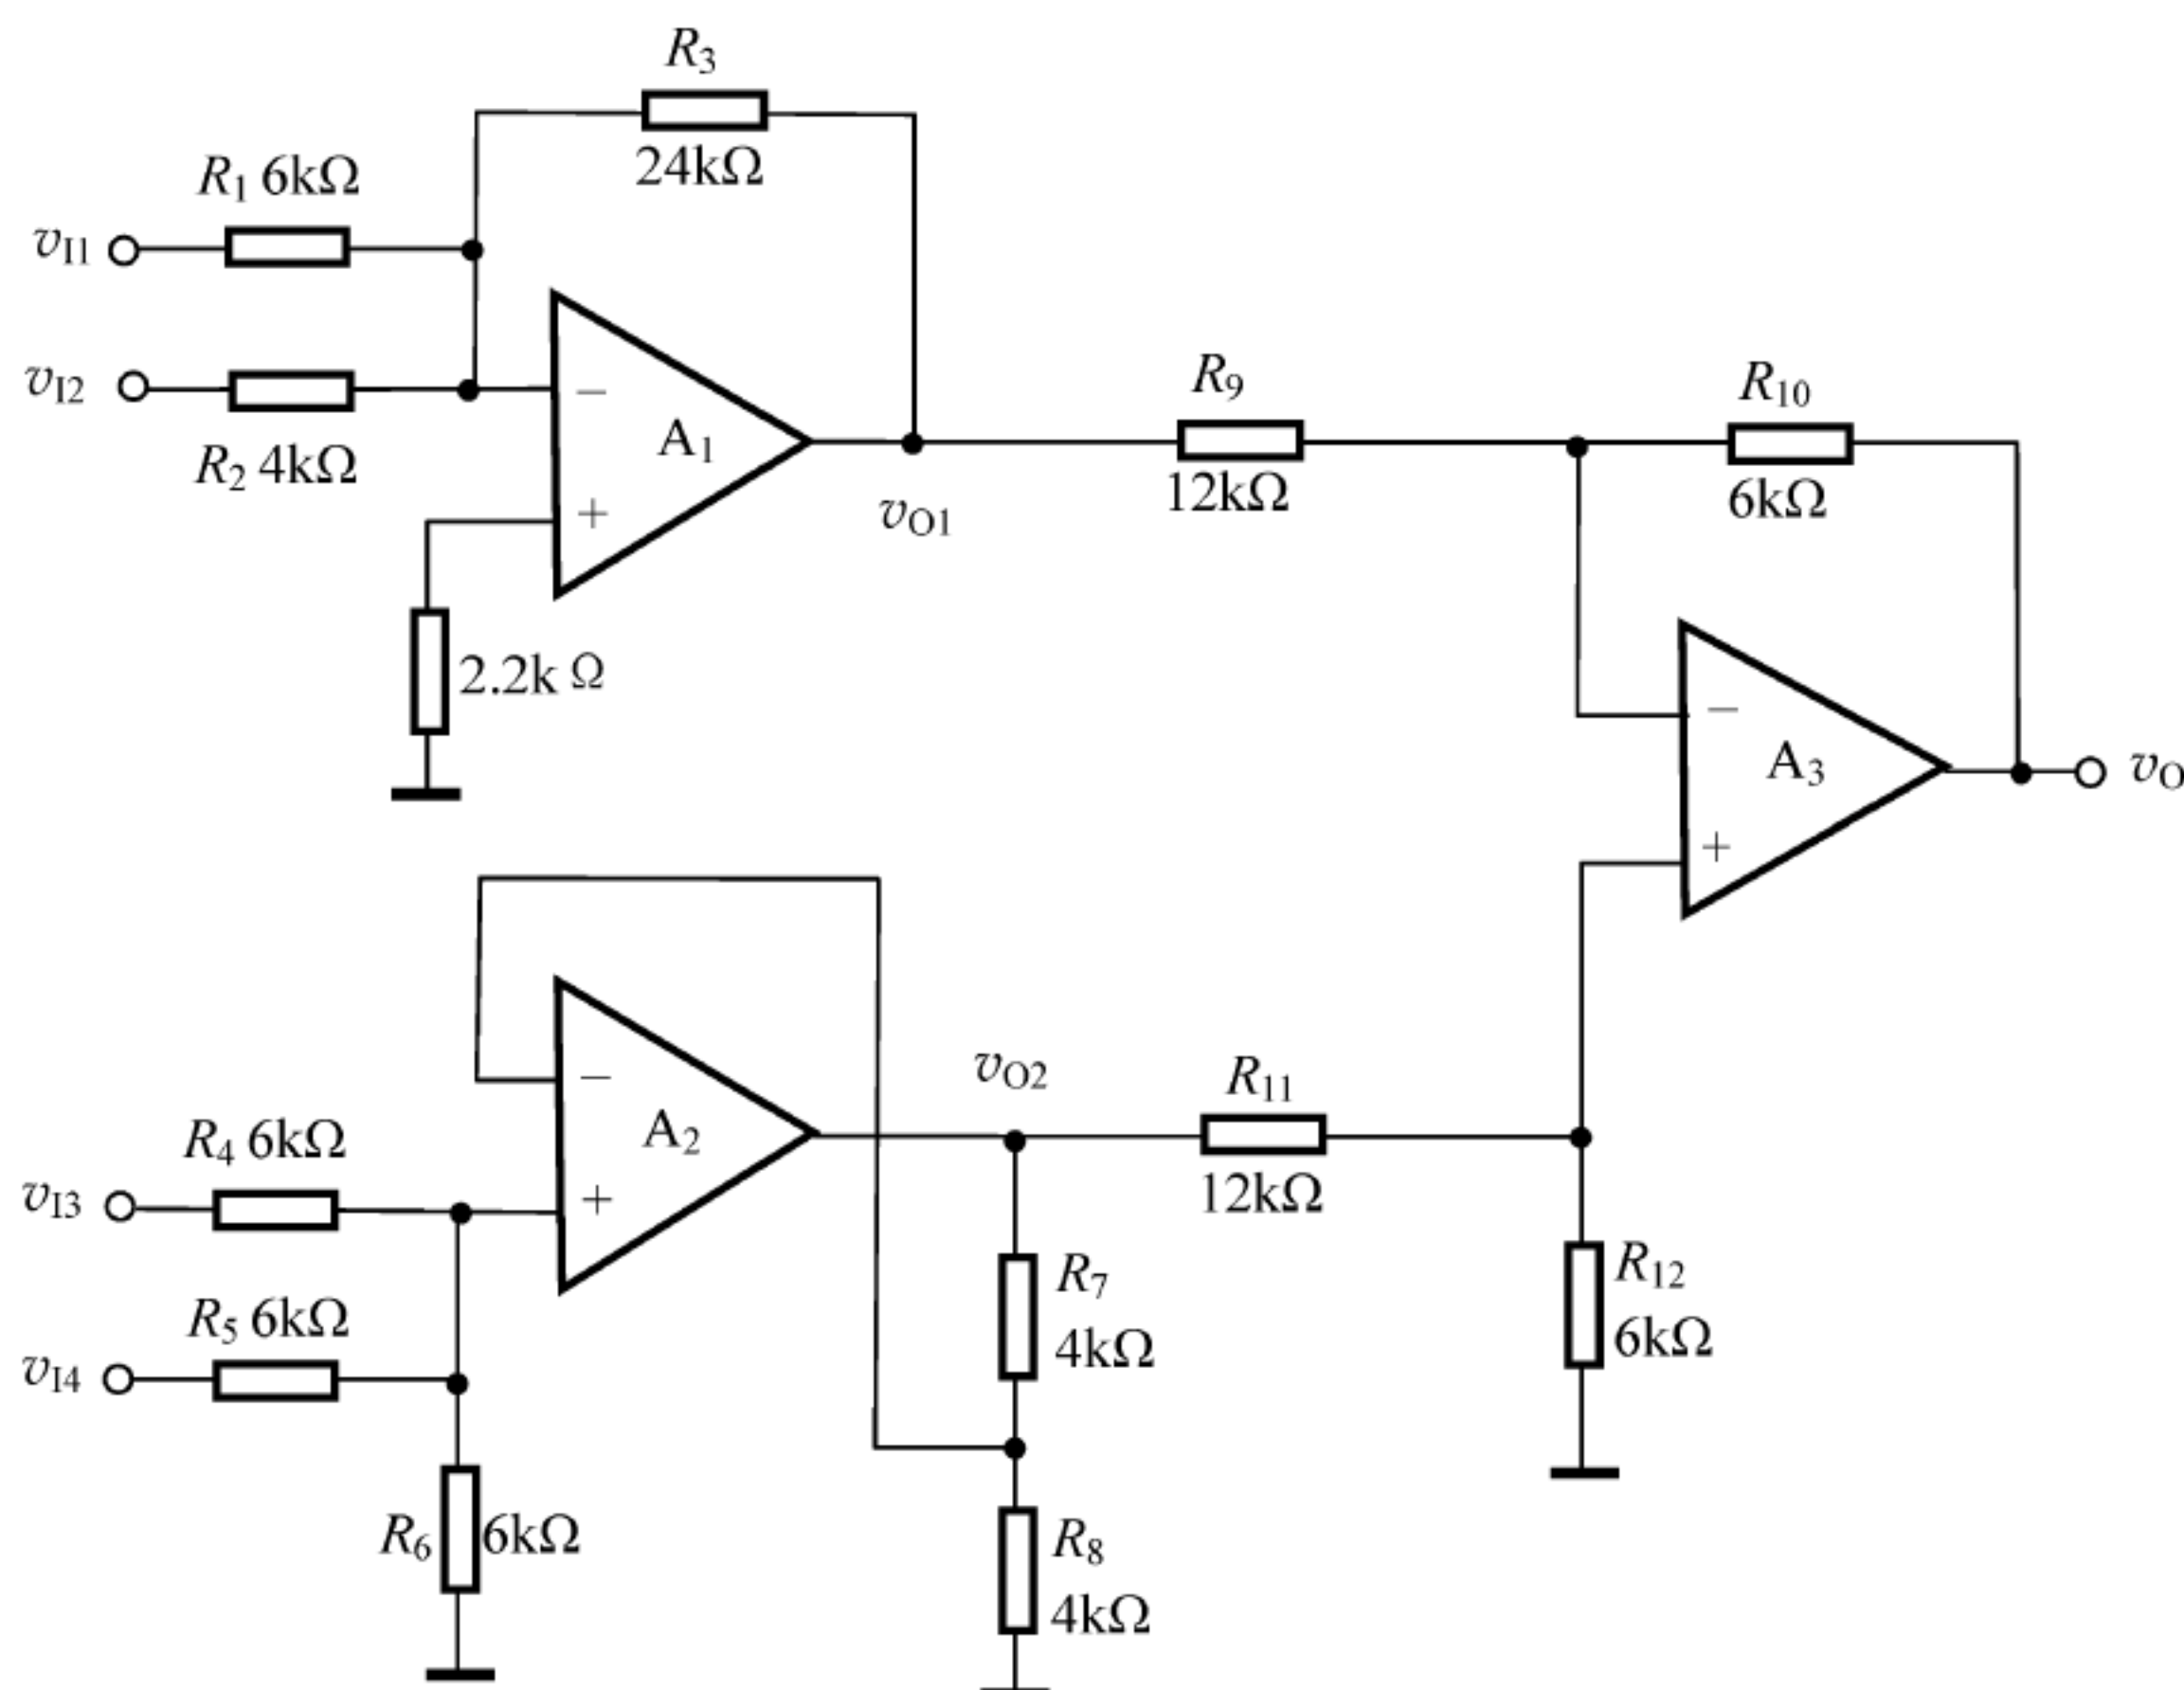 R3
24kΩ
R1 6kΩ
vI1
vI2
R2 4kΩ
−
A1
+
vO1
2.2k Ω
R9
12kΩ
R10
6kΩ
−
A3
+
vO
−
A2
+
vO2
R11
12kΩ
R4 6kΩ
vI3
R5 6kΩ
vI4
R6 6kΩ
R7
4kΩ
R8
4kΩ
R12
6kΩ